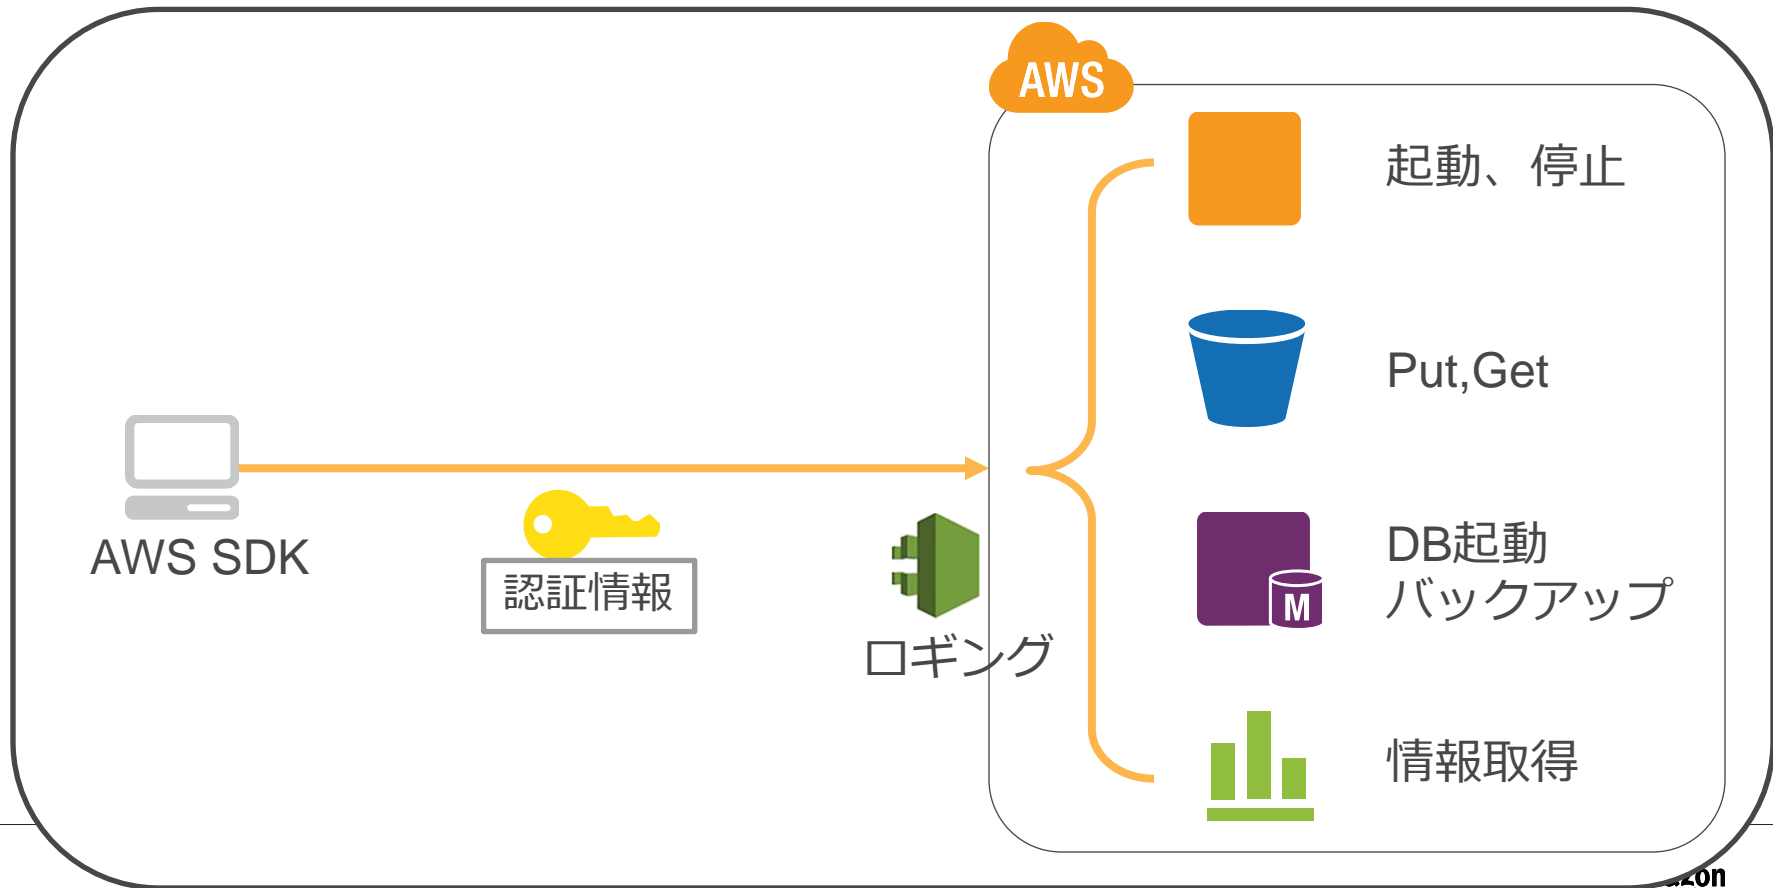 AWS
起動、停止
Put,Get
AWS SDK
認証情報
ロギング
DB起動
バックアップ
M
情報取得